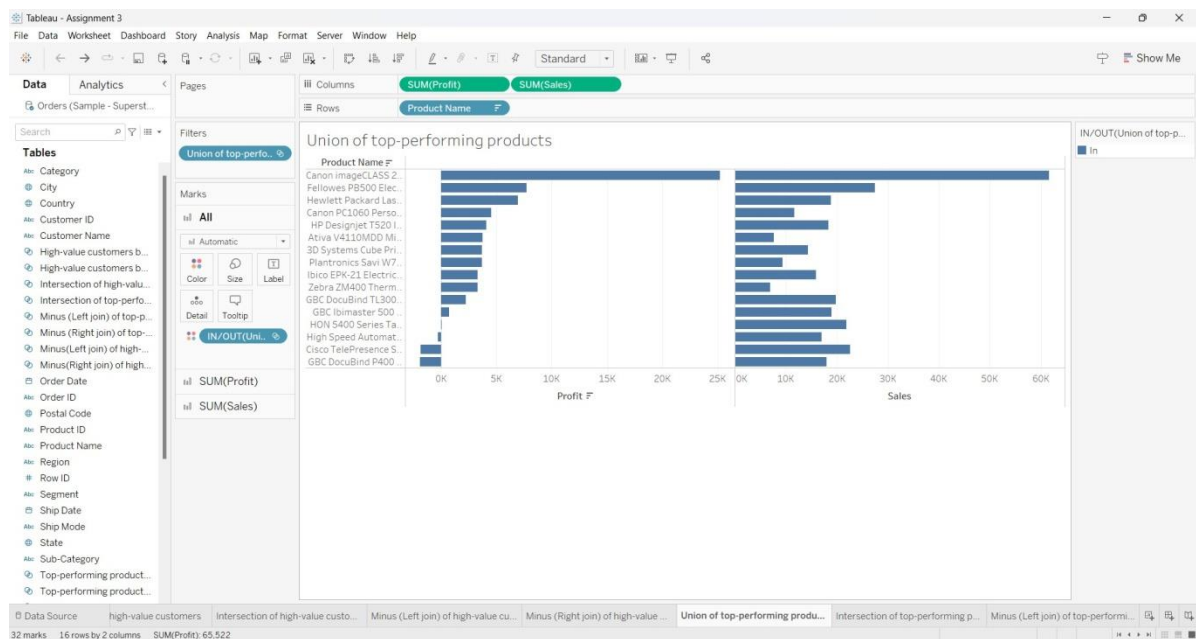 Tableau - Assignment 3
File Data Worksheet Dashboard Story Analysis Map Format Server Window Help
Standard
Show Me
Data Analytics
Pages
iii Columns SUM(Profit) SUM(Sales)
Orders (Sample - Superst...
Rows Product Name
Search
Filters
Union of top-perfo..
Union of top-performing products
IN/OUT(Union of top-p...
In
Tables
Abc Category
City
Country
Abc Customer ID
Abc Customer Name
High-value customers b...
High-value customers b...
Intersection of high-valu...
Intersection of top-perfo...
Minus (Left join) of top-p...
Minus (Right join) of top-...
Minus(Left join) of high-...
Minus(Right join) of high...
Order Date
Abc Order ID
Postal Code
Abc Product ID
Abc Product Name
Abc Region
# Row ID
Abc Segment
Ship Date
Abc Ship Mode
State
Abc Sub-Category
Top-performing product...
Top-performing product...
Marks
All
Automatic
Color Size Label
Detail Tooltip
IN/OUT(Uni..
SUM(Profit)
SUM(Sales)
Product Name
Canon imageCLASS 2..
Fellowes PB500 Elec..
Hewlett Packard Las..
Canon PC1060 Perso..
HP Designjet T520 I..
Ativa V4110MDD Mi..
3D Systems Cube Pri..
Plantronics Savi W7..
Ibico EPK-21 Electric..
Zebra ZM400 Therm..
GBC DocuBind TL300..
GBC Ibimaster 500 ..
HON 5400 Series Ta..
High Speed Automat..
Cisco TelePresence S..
GBC DocuBind P400 ..
0K 5K 10K 15K 20K 25K 0K 10K 20K 30K 40K 50K 60K
Profit Sales
Data Source high-value customers Intersection of high-value custo... Minus (Left join) of high-value cu... Minus (Right join) of high-value ... Union of top-performing produ... Intersection of top-performing p... Minus (Left join) of top-performi...
32 marks 16 rows by 2 columns SUM(Profit): 65,522